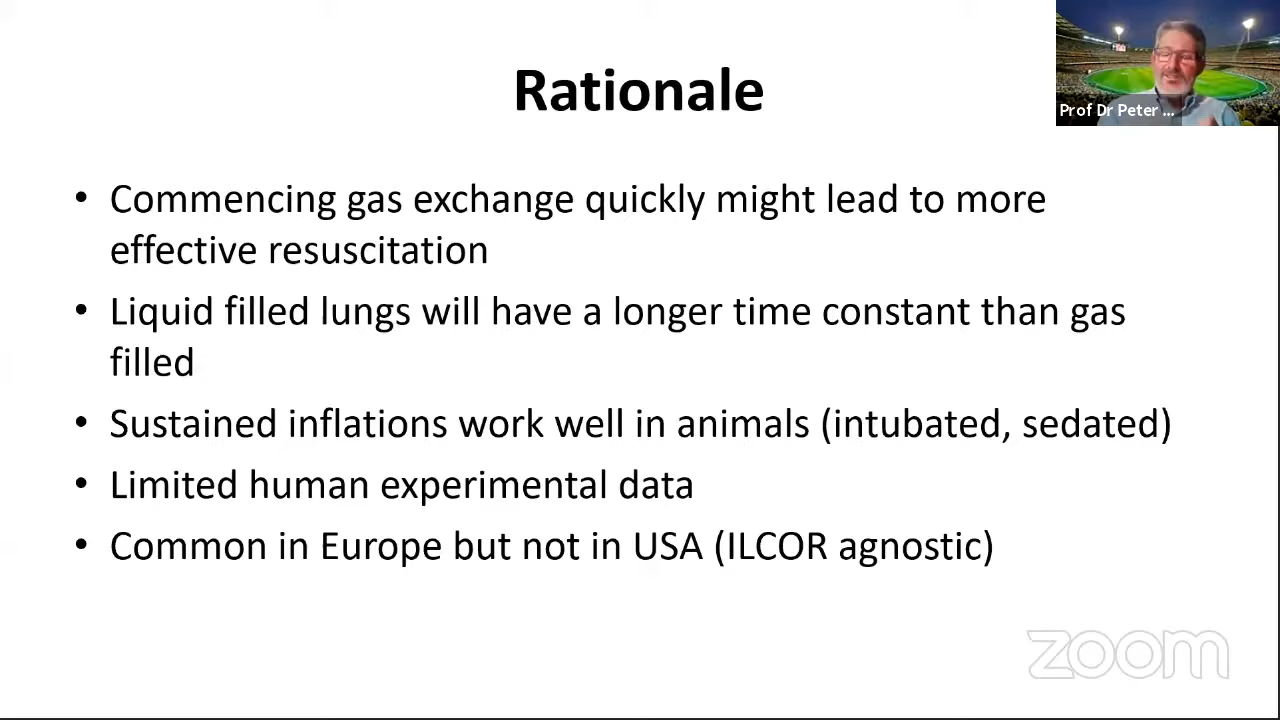 Rationale
Prof Dr Peter ...
• Commencing gas exchange quickly might lead to more
effective resuscitation
• Liquid filled lungs will have a longer time constant than gas
filled
• Sustained inflations work well in animals (intubated, sedated)
• Limited human experimental data
• Common in Europe but not in USA (ILCOR agnostic)
zoom